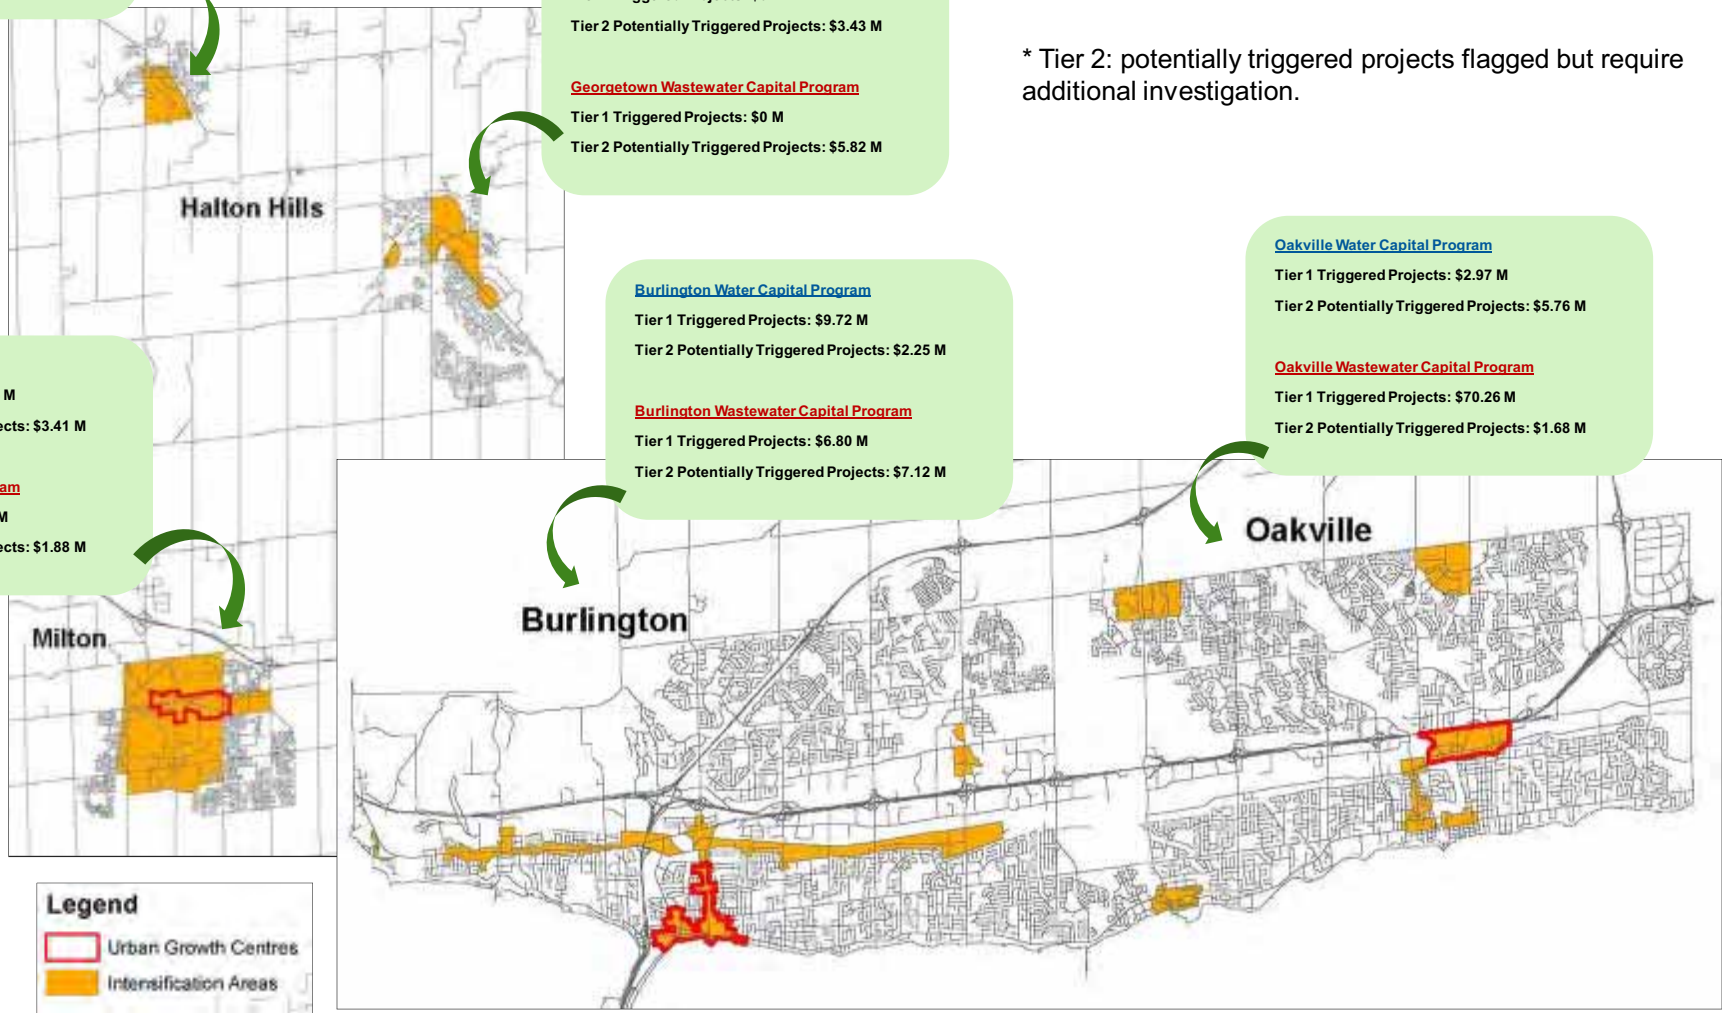 Tier 2 Potentially Triggered Projects: $3.43 M
Georgetown Wastewater Capital Program
Tier 1 Triggered Projects: $0 M
Tier 2 Potentially Triggered Projects: $5.82 M
* Tier 2: potentially triggered projects flagged but require
additional investigation.
Halton Hills
Burlington Water Capital Program
Tier 1 Triggered Projects: $9.72 M
Tier 2 Potentially Triggered Projects: $2.25 M
Burlington Wastewater Capital Program
Tier 1 Triggered Projects: $6.80 M
Tier 2 Potentially Triggered Projects: $7.12 M
Oakville Water Capital Program
Tier 1 Triggered Projects: $2.97 M
Tier 2 Potentially Triggered Projects: $5.76 M
Oakville Wastewater Capital Program
Tier 1 Triggered Projects: $70.26 M
Tier 2 Potentially Triggered Projects: $1.68 M
M
ects: $3.41 M
am
M
ects: $1.88 M
Milton
Burlington
Oakville
Legend
Urban Growth Centres
Intensification Areas